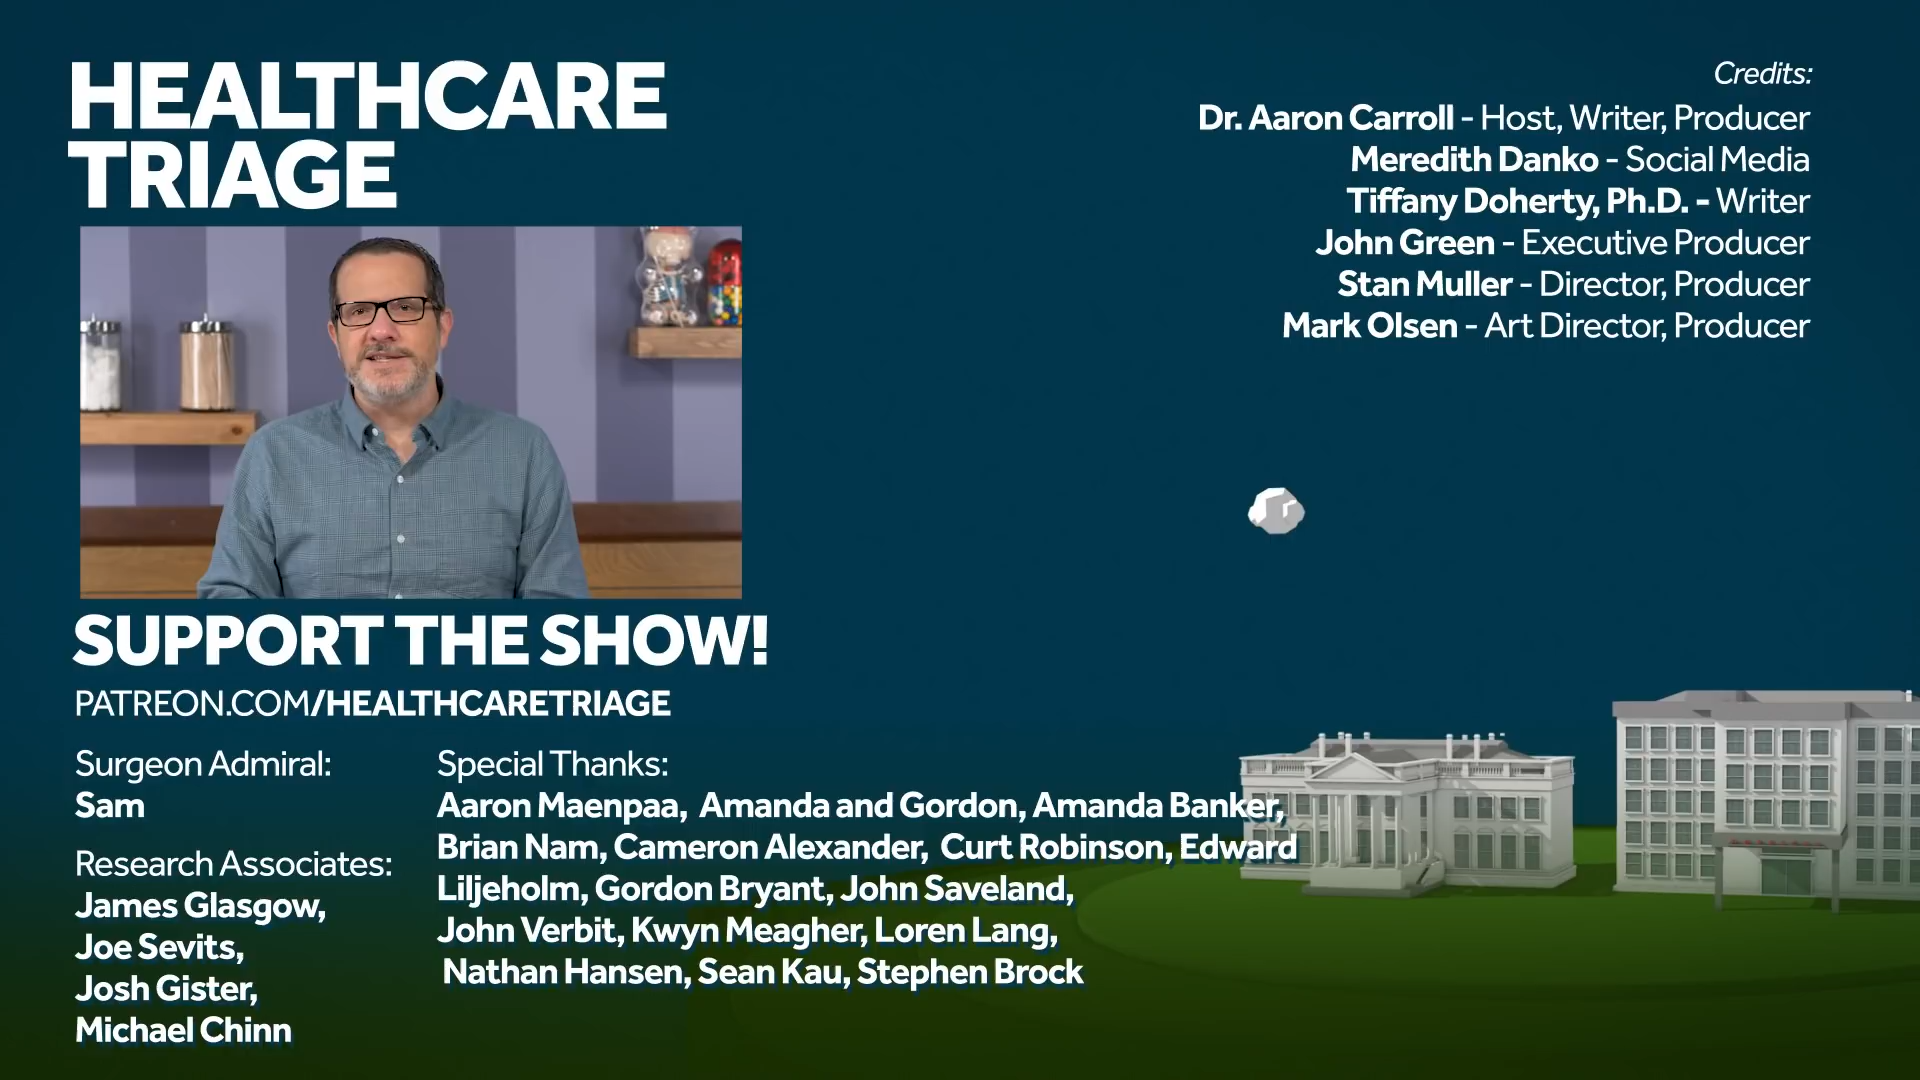 HEALTHCARE
TRIAGE
Credits:
Dr. Aaron Carroll - Host, Writer, Producer
Meredith Danko - Social Media
Tiffany Doherty, Ph.D. - Writer
John Green - Executive Producer
Stan Muller - Director, Producer
Mark Olsen - Art Director, Producer
SUPPORT THE SHOW!
PATREON.COM/HEALTHCARETRIAGE
Surgeon Admiral:
Sam
Research Associates:
James Glasgow,
Joe Sevits,
Josh Gister,
Michael Chinn
Special Thanks:
Aaron Maenpaa, Amanda and Gordon, Amanda Banker,
Brian Nam, Cameron Alexander, Curt Robinson, Edward
Liljeholm, Gordon Bryant, John Saveland,
John Verbit, Kwyn Meagher, Loren Lang,
Nathan Hansen, Sean Kau, Stephen Brock